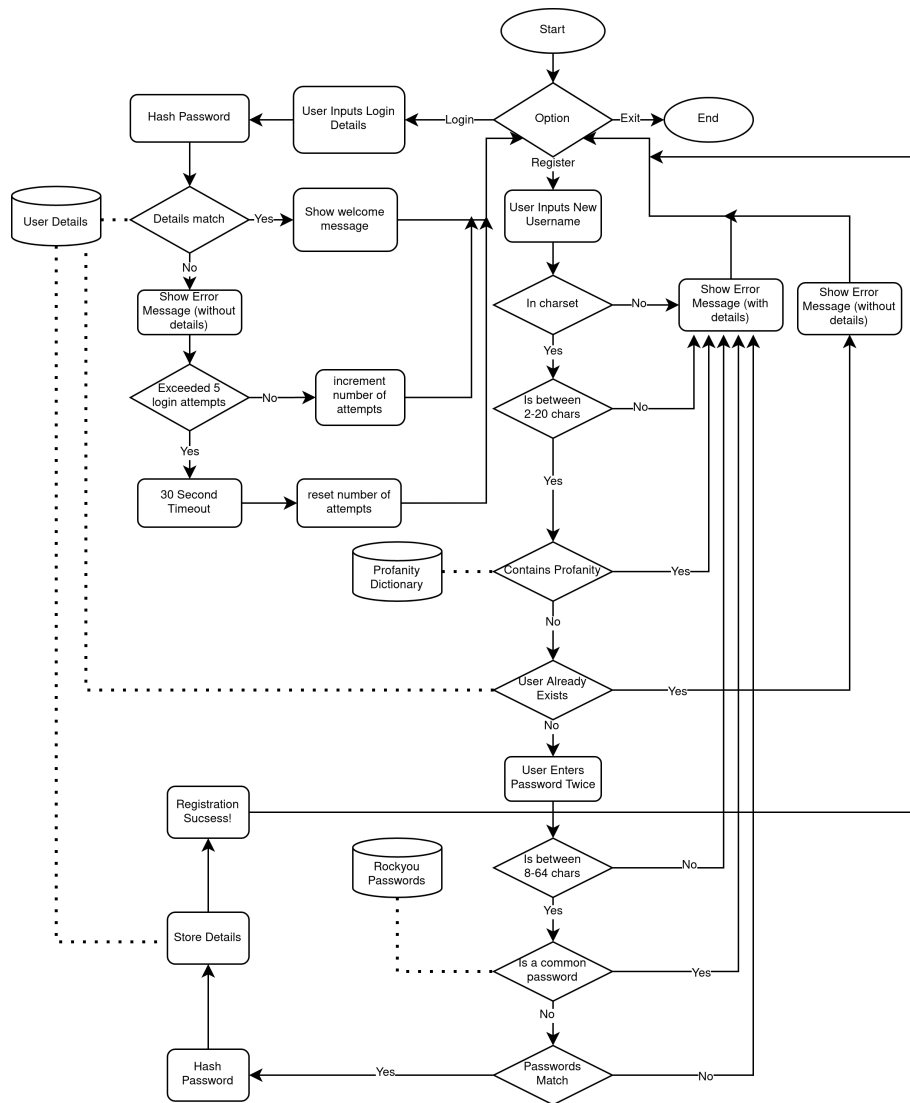 Start
Option
Login
Exit
End
Register
User Inputs Login
Details
Hash Password
User Details
Details match
Yes
Show welcome
message
No
Show Error
Message (without
details)
Exceeded 5
login attempts
No
increment
number of
attempts
Yes
30 Second
Timeout
reset number of
attempts
User Inputs New
Username
In charset
No
Show Error
Message (with
details)
Show Error
Message (without
details)
Yes
Is between
2-20 chars
No
Yes
Profanity
Dictionary
Contains Profanity
Yes
No
User Already
Exists
Yes
No
User Enters
Password Twice
Registration
Sucsess!
Rockyou
Passwords
Is between
8-64 chars
No
Yes
Store Details
Is a common
password
Yes
No
Hash
Password
Yes
Passwords
Match
No